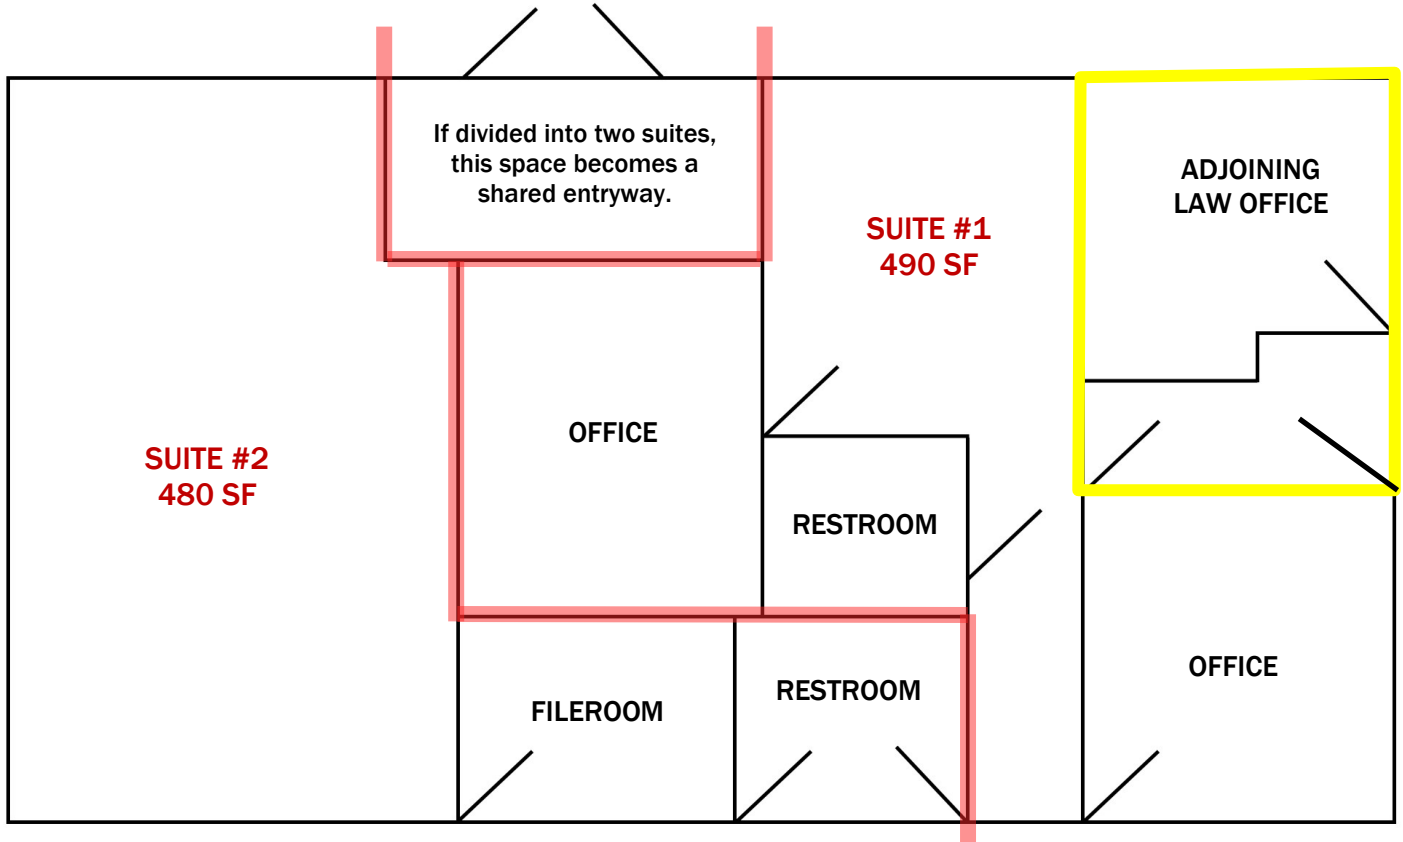 If divided into two suites,
this space becomes a
shared entryway.
ADJOINING
LAW OFFICE
SUITE #1
490 SF
OFFICE
SUITE #2
480 SF
RESTROOM
OFFICE
RESTROOM
FILEROOM